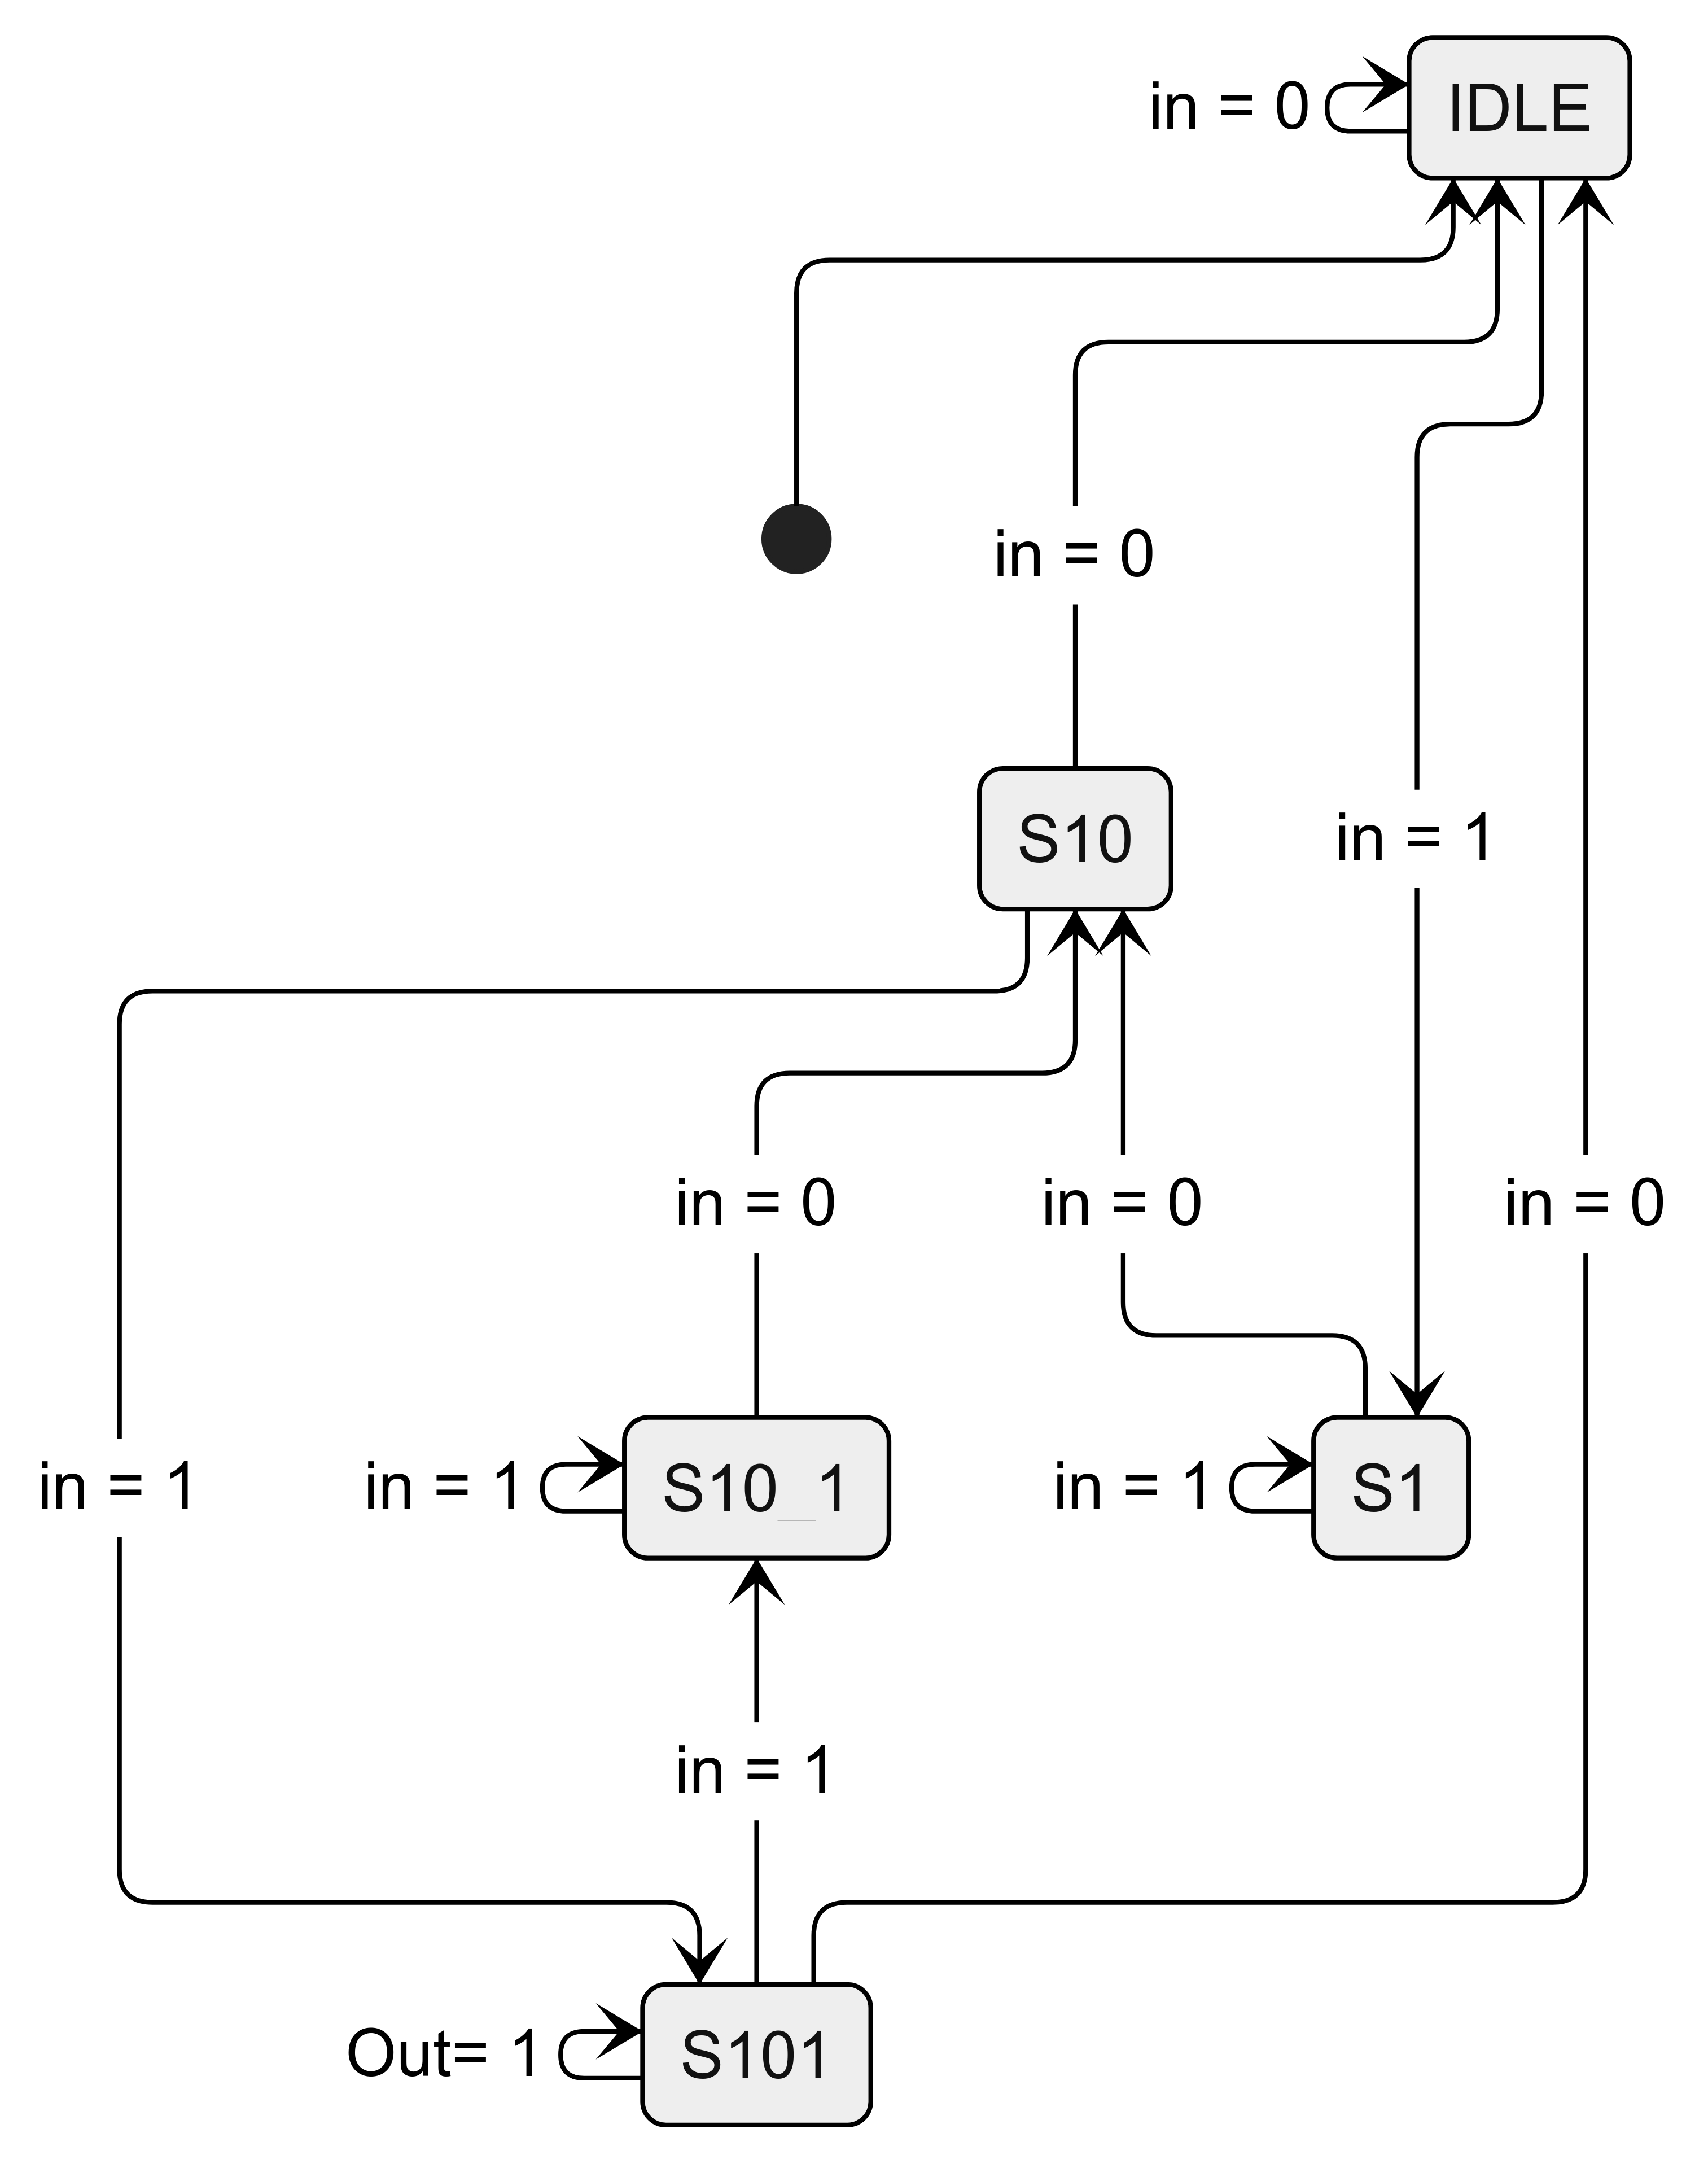 in = 0
IDLE
in = 0
S10
in = 1
in = 0
in = 0
in = 0
in = 1
in = 1
S10_1
in = 1
S1
in = 1
Out= 1
S101